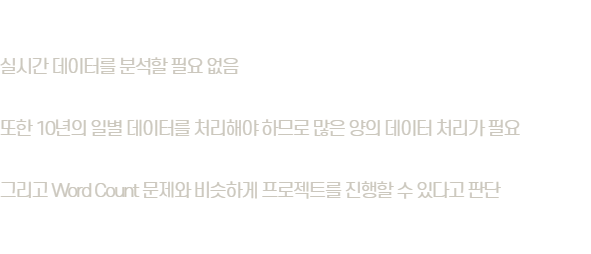 실시간 데이터를 분석할 필요 없음
또한 10년의 일별 데이터를 처리해야 하므로 많은 양의 데이터 처리가 필요
그리고 Word Count 문제와 비슷하게 프로젝트를 진행할 수 있다고 판단